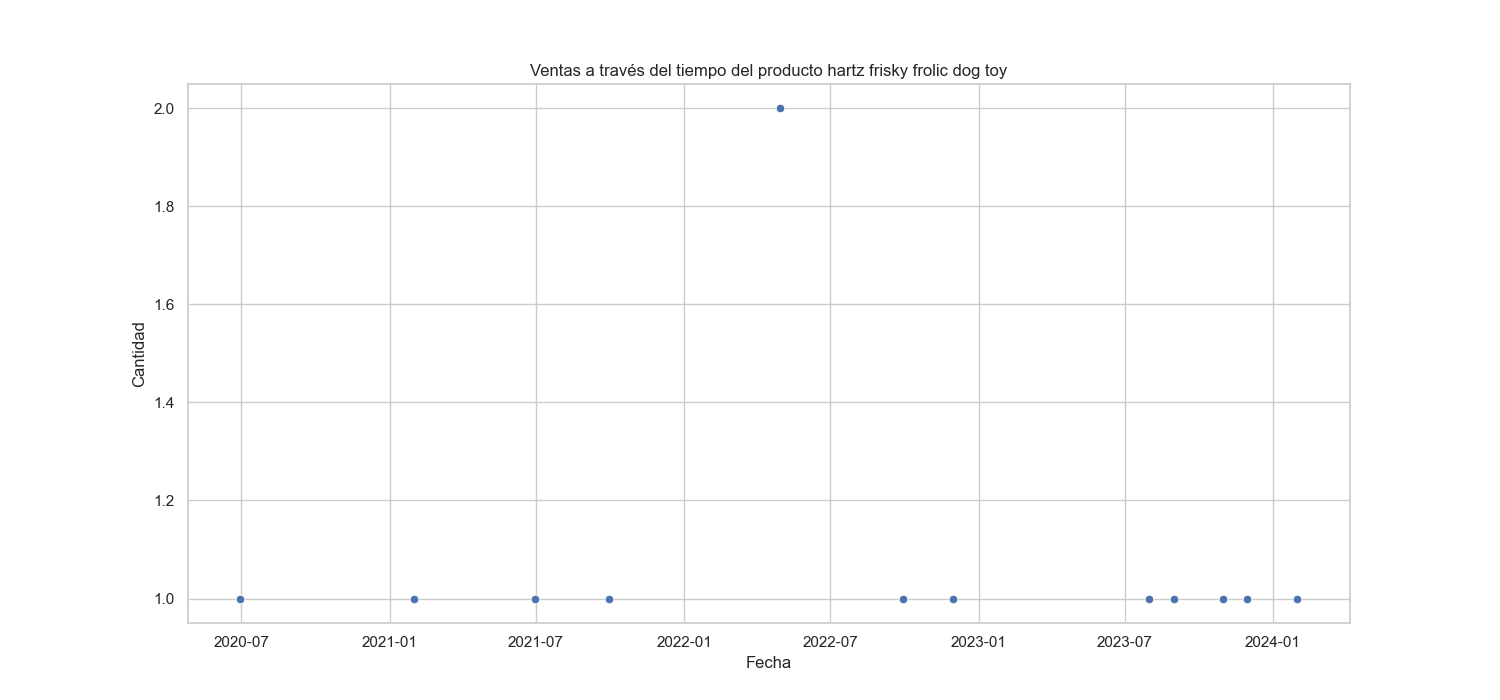 Ventas a través del tiempo del producto hartz frisky frolic dog toy
2.0
1.8
1.6
1.4
1.2
1.0
Cantidad
2020-07 2021-01 2021-07 2022-01 2022-07 2023-01 2023-07 2024-01
Fecha